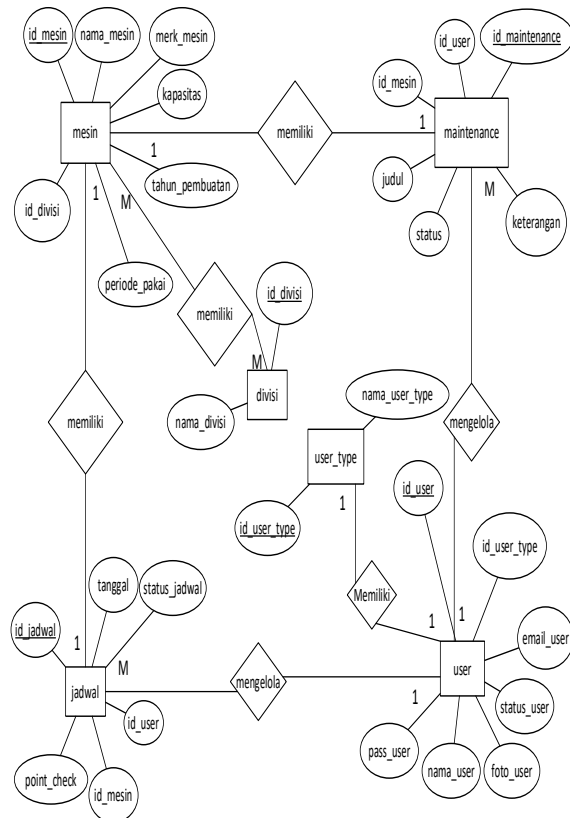 id_mesin
nama_mesin
merk_mesin
id_user
id_maintenance
kapasitas
id_mesin
mesin
memiliki
maintenance
1
1
tahun_pembuatan
judul
id_divisi
1
M
M
status
keterangan
periode_pakai
id_divisi
memiliki
M
divisi
nama_divisi
nama_user_type
memiliki
mengelola
user_type
id_user
1
id_user_type
id_user_type
tanggal
status_jadwal
Memiliki
id_jadwal
1
1
1
M
email_user
jadwal
mengelola
user
1
status_user
id_user
pass_user
point_check
id_mesin
nama_user
foto_user